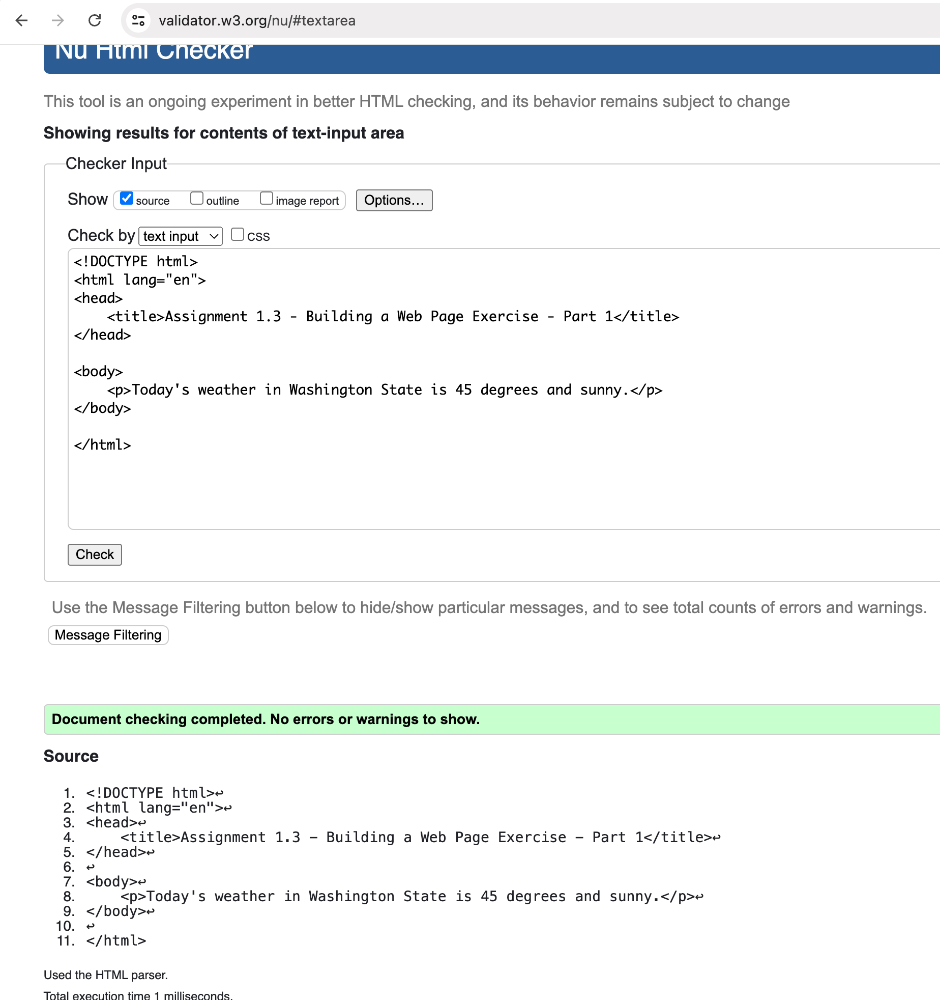 validator.w3.org/nu/#textarea
Nu Html Checker
This tool is an ongoing experiment in better HTML checking, and its behavior remains subject to change
Showing results for contents of text-input area
Checker Input
Show source outline image report Options...
Check by text input CSS
<!DOCTYPE html>
<html lang="en">
<head>
    <title>Assignment 1.3 - Building a Web Page Exercise - Part 1</title>
</head>

<body>
    <p>Today's weather in Washington State is 45 degrees and sunny.</p>
</body>

</html>
Check
Use the Message Filtering button below to hide/show particular messages, and to see total counts of errors and warnings.
Message Filtering
Document checking completed. No errors or warnings to show.
Source
1. <!DOCTYPE html>↩
2. <html lang="en">↩
3. <head>↩
4.     <title>Assignment 1.3 – Building a Web Page Exercise – Part 1</title>↩
5. </head>↩
6. ↩
7. <body>↩
8.     <p>Today's weather in Washington State is 45 degrees and sunny.</p>↩
9. </body>↩
10. ↩
11. </html>
Used the HTML parser.
Total execution time 1 milliseconds.